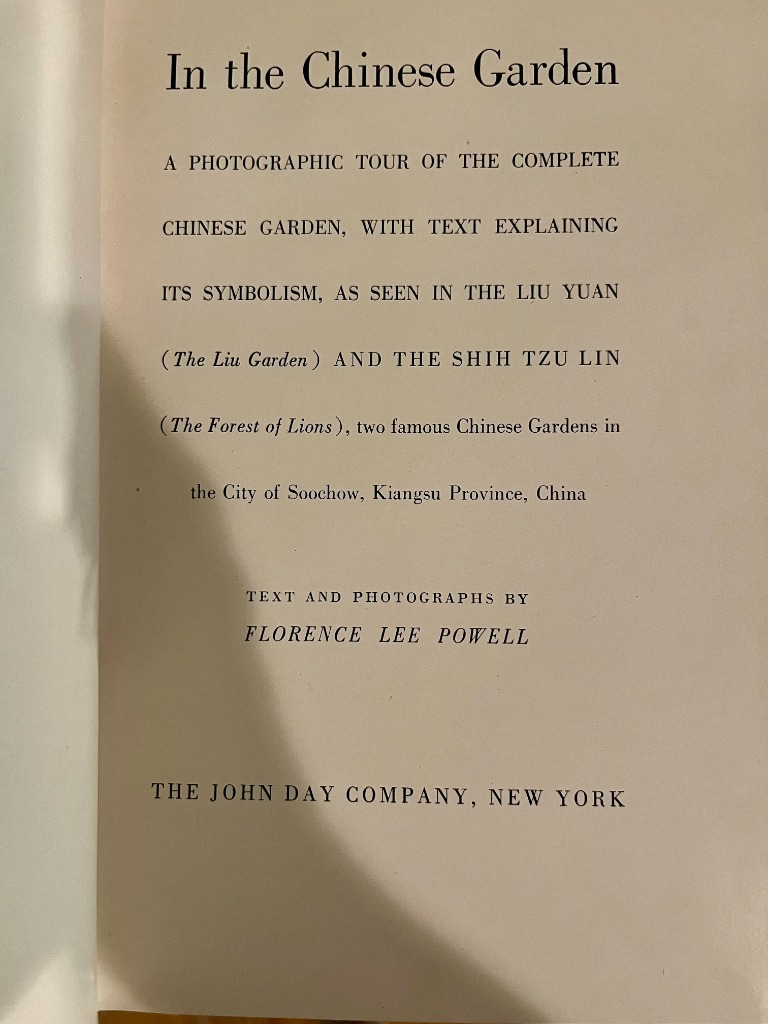 In the Chinese Garden
A PHOTOGRAPHIC TOUR OF THE COMPLETE
CHINESE GARDEN, WITH TEXT EXPLAINING
ITS SYMBOLISM, AS SEEN IN THE LIU YUAN
(The Liu Garden) AND THE SHIH TZU LIN
(The Forest of Lions), two famous Chinese Gardens in
the City of Soochow, Kiangsu Province, China
TEXT AND PHOTOGRAPHS BY
FLORENCE LEE POWELL
THE JOHN DAY COMPANY, NEW YORK